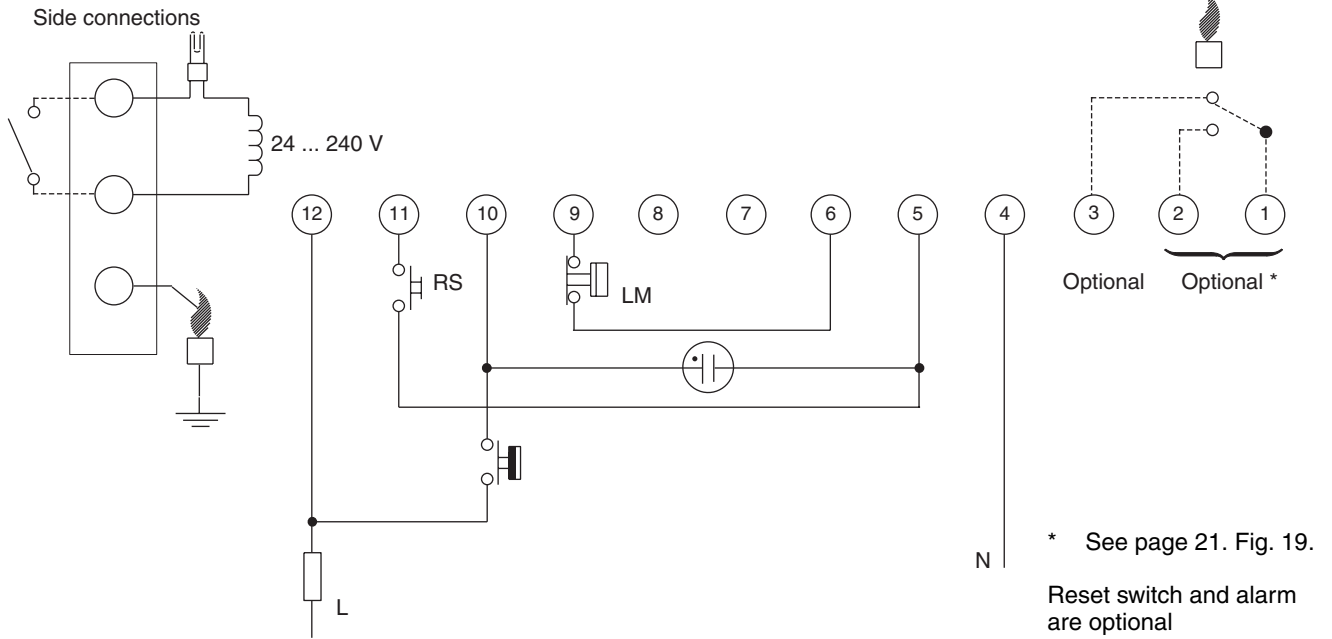 Side connections
24 ... 240 V
12 11 10 9 8 7 6 5 4 3 2 1
RS
LM
Optional
Optional *
N
L
* See page 21. Fig. 19.
Reset switch and alarm
are optional